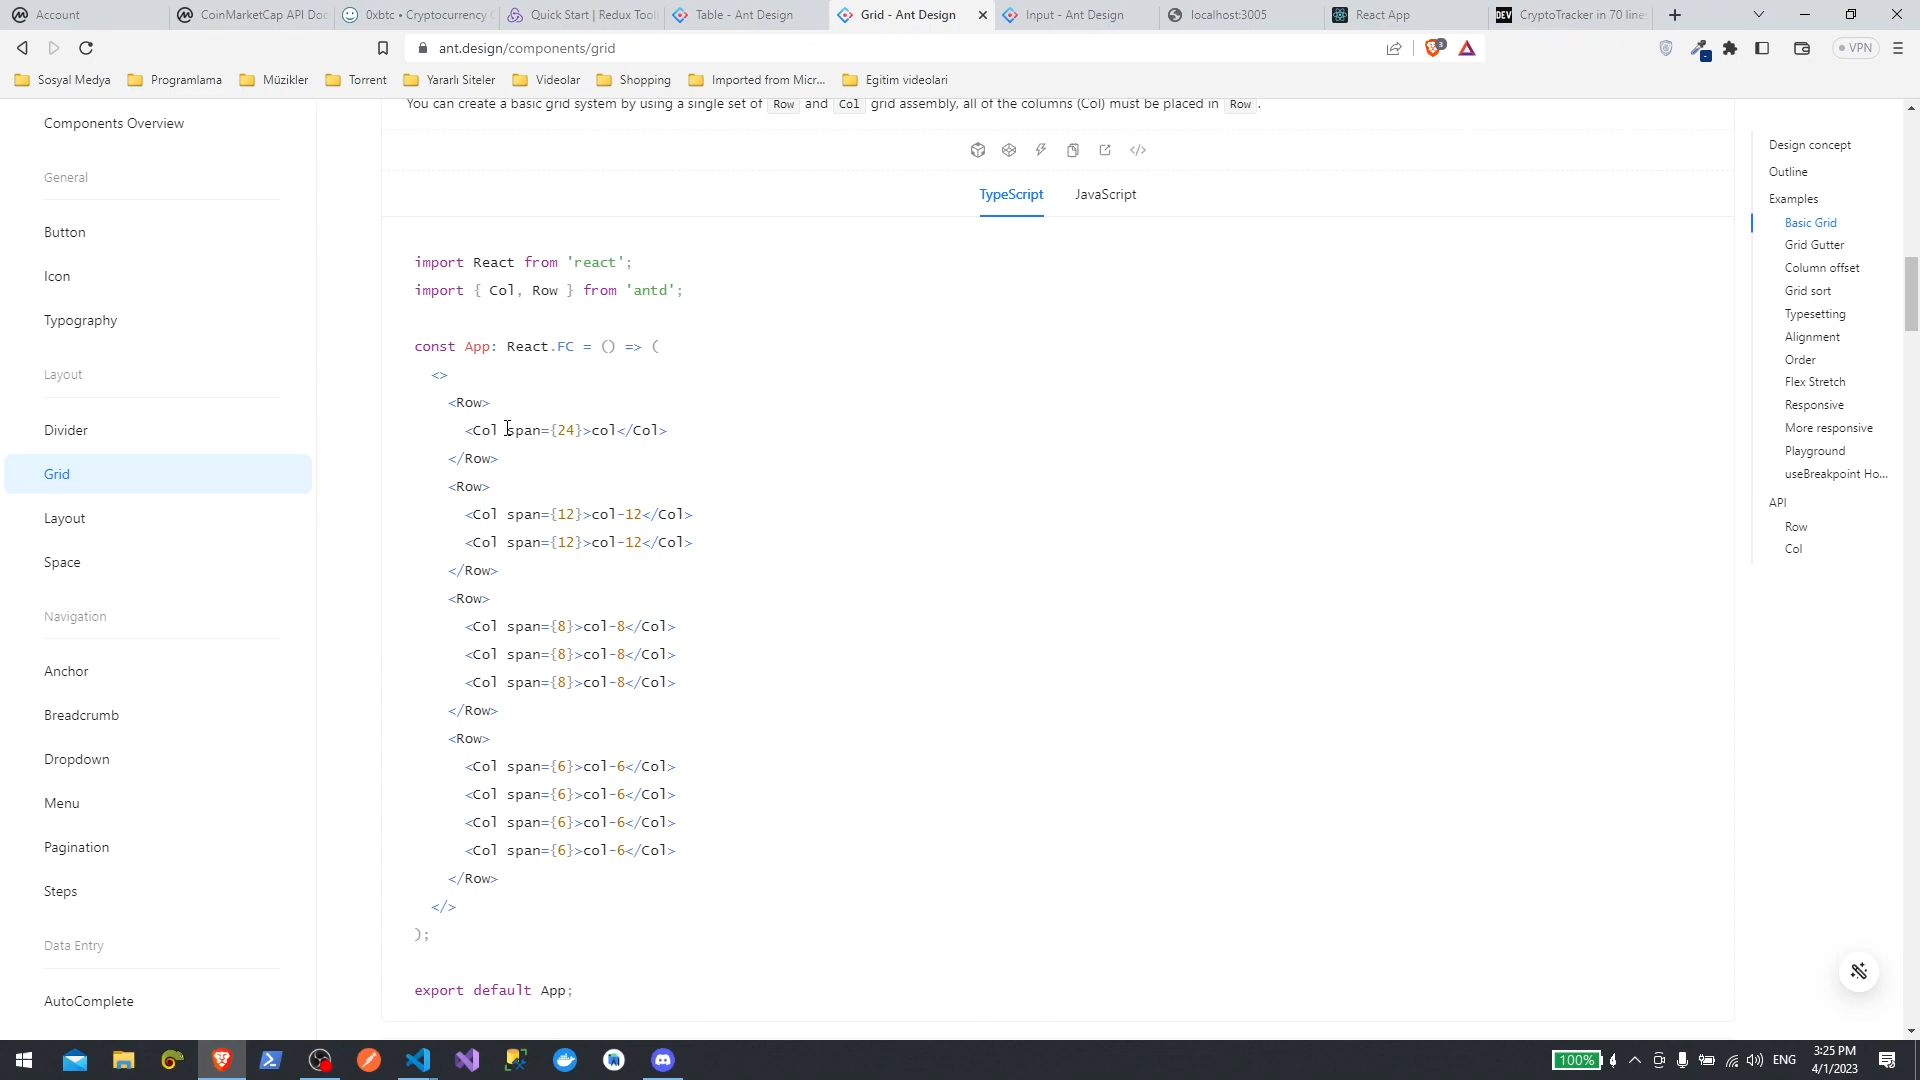 Account
CoinMarketCap API Doc
0xbtc • Cryptocurrency
Quick Start | Redux Tool
Table - Ant Design
Grid - Ant Design
Input - Ant Design
localhost:3005
React App
DEV
CryptoTracker in 70 line
ant.design/components/grid
3
VPN
Sosyal Medya
Programlama
Müzikler
Torrent
Yararlı Siteler
Videolar
Shopping
Imported from Micr...
Egitim videolari
Components Overview
General
Button
Icon
Typography
Layout
Divider
Grid
Layout
Space
Navigation
Anchor
Breadcrumb
Dropdown
Menu
Pagination
Steps
Data Entry
AutoComplete
You can create a basic grid system by using a single set of Row and Col grid assembly, all of the columns (Col) must be placed in Row .
TypeScript
JavaScript
import React from 'react';
import { Col, Row } from 'antd';
const App: React.FC = () => (
<>
<Row>
<Col span={24}>col</Col>
</Row>
<Row>
<Col span={12}>col-12</Col>
<Col span={12}>col-12</Col>
</Row>
<Row>
<Col span={8}>col-8</Col>
<Col span={8}>col-8</Col>
<Col span={8}>col-8</Col>
</Row>
<Row>
<Col span={6}>col-6</Col>
<Col span={6}>col-6</Col>
<Col span={6}>col-6</Col>
<Col span={6}>col-6</Col>
</Row>
</>
);
export default App;
Design concept
Outline
Examples
Basic Grid
Grid Gutter
Column offset
Grid sort
Typesetting
Alignment
Order
Flex Stretch
Responsive
More responsive
Playground
useBreakpoint Ho...
API
Row
Col
100%
ENG
3:25 PM
4/1/2023